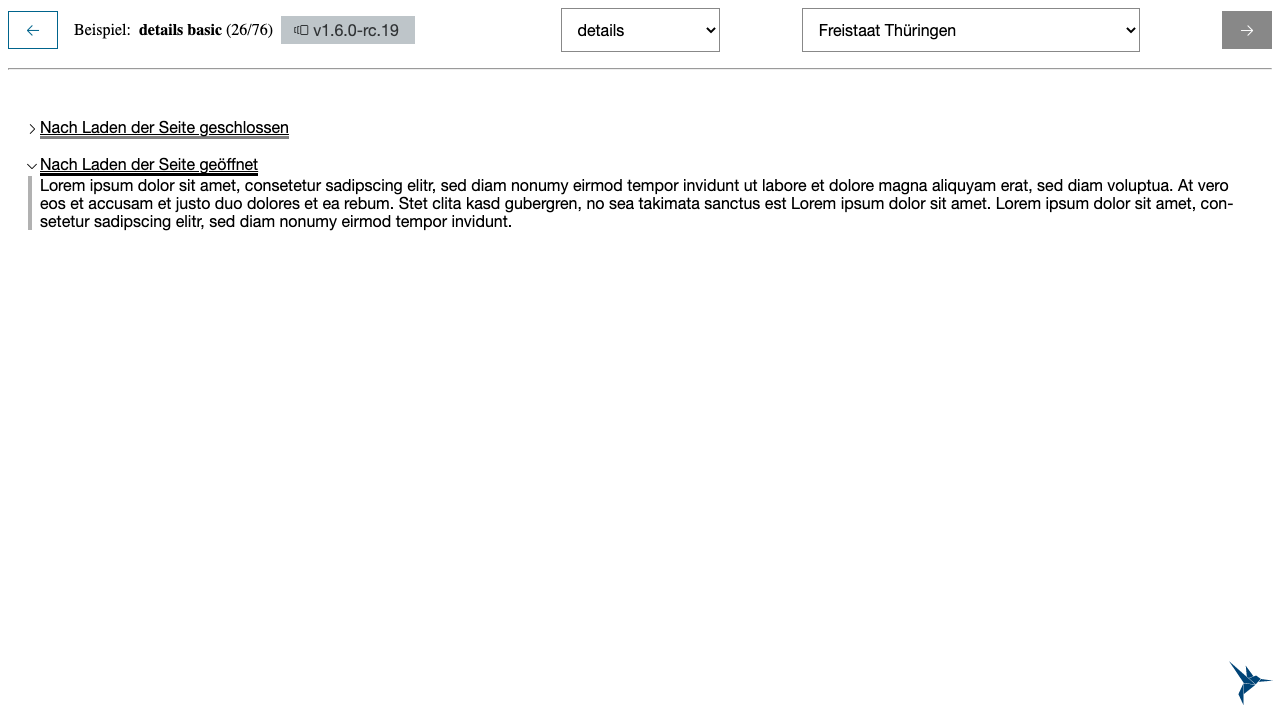 Beispiel: details basic (26/76) v1.6.0-rc.19 details Freistaat Thüringen
Nach Laden der Seite geschlossen
Nach Laden der Seite geöffnet
Lorem ipsum dolor sit amet, consetetur sadipscing elitr, sed diam nonumy eirmod tempor invidunt ut labore et dolore magna aliquyam erat, sed diam voluptua. At vero
eos et accusam et justo duo dolores et ea rebum. Stet clita kasd gubergren, no sea takimata sanctus est Lorem ipsum dolor sit amet. Lorem ipsum dolor sit amet, con-
setetur sadipscing elitr, sed diam nonumy eirmod tempor invidunt.